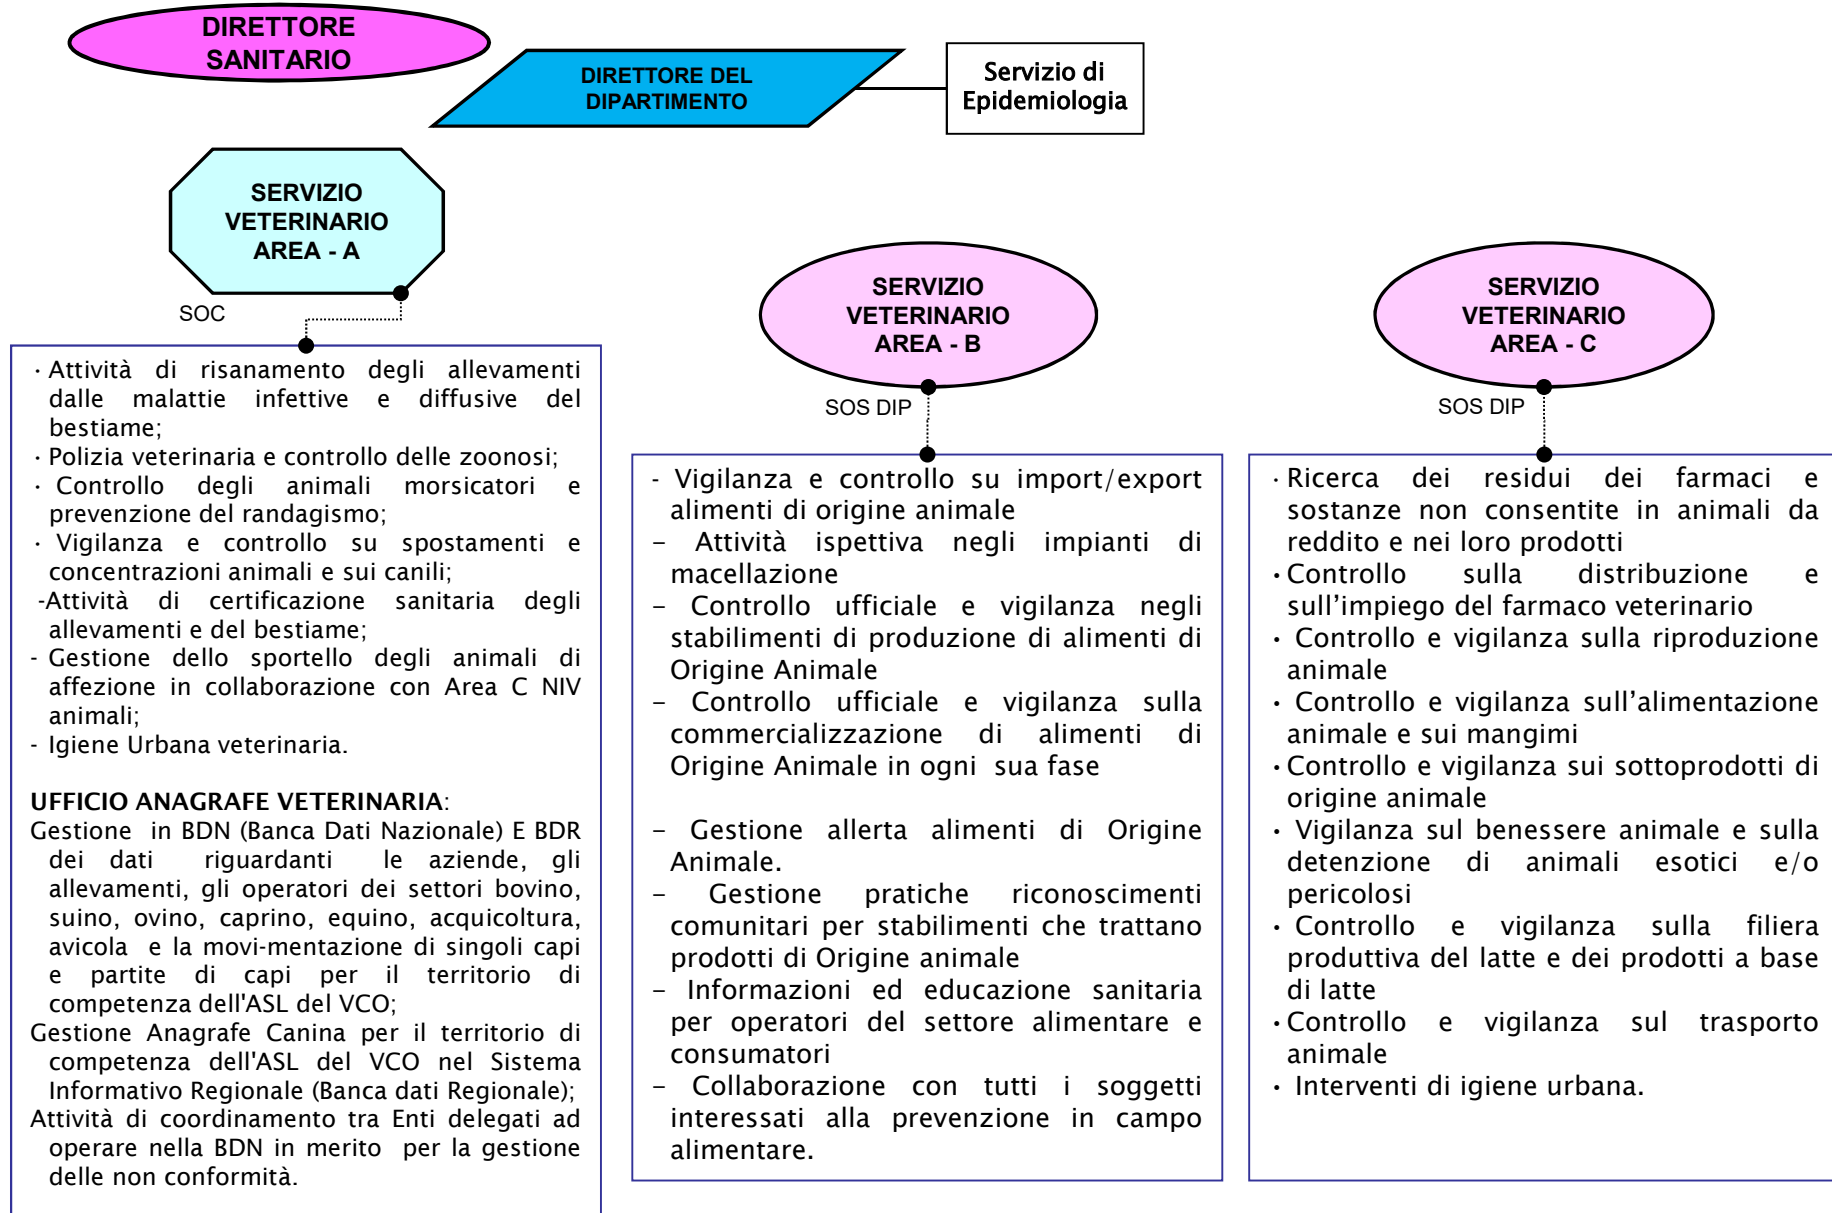 DIRETTORE
SANITARIO
DIRETTORE DEL
DIPARTIMENTO
Servizio di
Epidemiologia
SERVIZIO
VETERINARIO
AREA - A
SOC
· Attività di risanamento degli allevamenti
dalle malattie infettive e diffusive del
bestiame;
· Polizia veterinaria e controllo delle zoonosi;
· Controllo degli animali morsicatori e
prevenzione del randagismo;
· Vigilanza e controllo su spostamenti e
concentrazioni animali e sui canili;
-Attività di certificazione sanitaria degli
allevamenti e del bestiame;
- Gestione dello sportello degli animali di
affezione in collaborazione con Area C NIV
animali;
- Igiene Urbana veterinaria.
UFFICIO ANAGRAFE VETERINARIA:
Gestione in BDN (Banca Dati Nazionale) E BDR
dei dati riguardanti le aziende, gli
allevamenti, gli operatori dei settori bovino,
suino, ovino, caprino, equino, acquicoltura,
avicola e la movi-mentazione di singoli capi
e partite di capi per il territorio di
competenza dell'ASL del VCO;
Gestione Anagrafe Canina per il territorio di
competenza dell'ASL del VCO nel Sistema
Informativo Regionale (Banca dati Regionale);
Attività di coordinamento tra Enti delegati ad
operare nella BDN in merito per la gestione
delle non conformità.
SERVIZIO
VETERINARIO
AREA - B
SOS DIP
- Vigilanza e controllo su import/export
alimenti di origine animale
– Attività ispettiva negli impianti di
macellazione
– Controllo ufficiale e vigilanza negli
stabilimenti di produzione di alimenti di
Origine Animale
– Controllo ufficiale e vigilanza sulla
commercializzazione di alimenti di
Origine Animale in ogni sua fase
– Gestione allerta alimenti di Origine
Animale.
– Gestione pratiche riconoscimenti
comunitari per stabilimenti che trattano
prodotti di Origine animale
– Informazioni ed educazione sanitaria
per operatori del settore alimentare e
consumatori
– Collaborazione con tutti i soggetti
interessati alla prevenzione in campo
alimentare.
SERVIZIO
VETERINARIO
AREA - C
SOS DIP
· Ricerca dei residui dei farmaci e
sostanze non consentite in animali da
reddito e nei loro prodotti
· Controllo sulla distribuzione e
sull’impiego del farmaco veterinario
· Controllo e vigilanza sulla riproduzione
animale
· Controllo e vigilanza sull’alimentazione
animale e sui mangimi
· Controllo e vigilanza sui sottoprodotti di
origine animale
· Vigilanza sul benessere animale e sulla
detenzione di animali esotici e/o
pericolosi
· Controllo e vigilanza sulla filiera
produttiva del latte e dei prodotti a base
di latte
· Controllo e vigilanza sul trasporto
animale
· Interventi di igiene urbana.